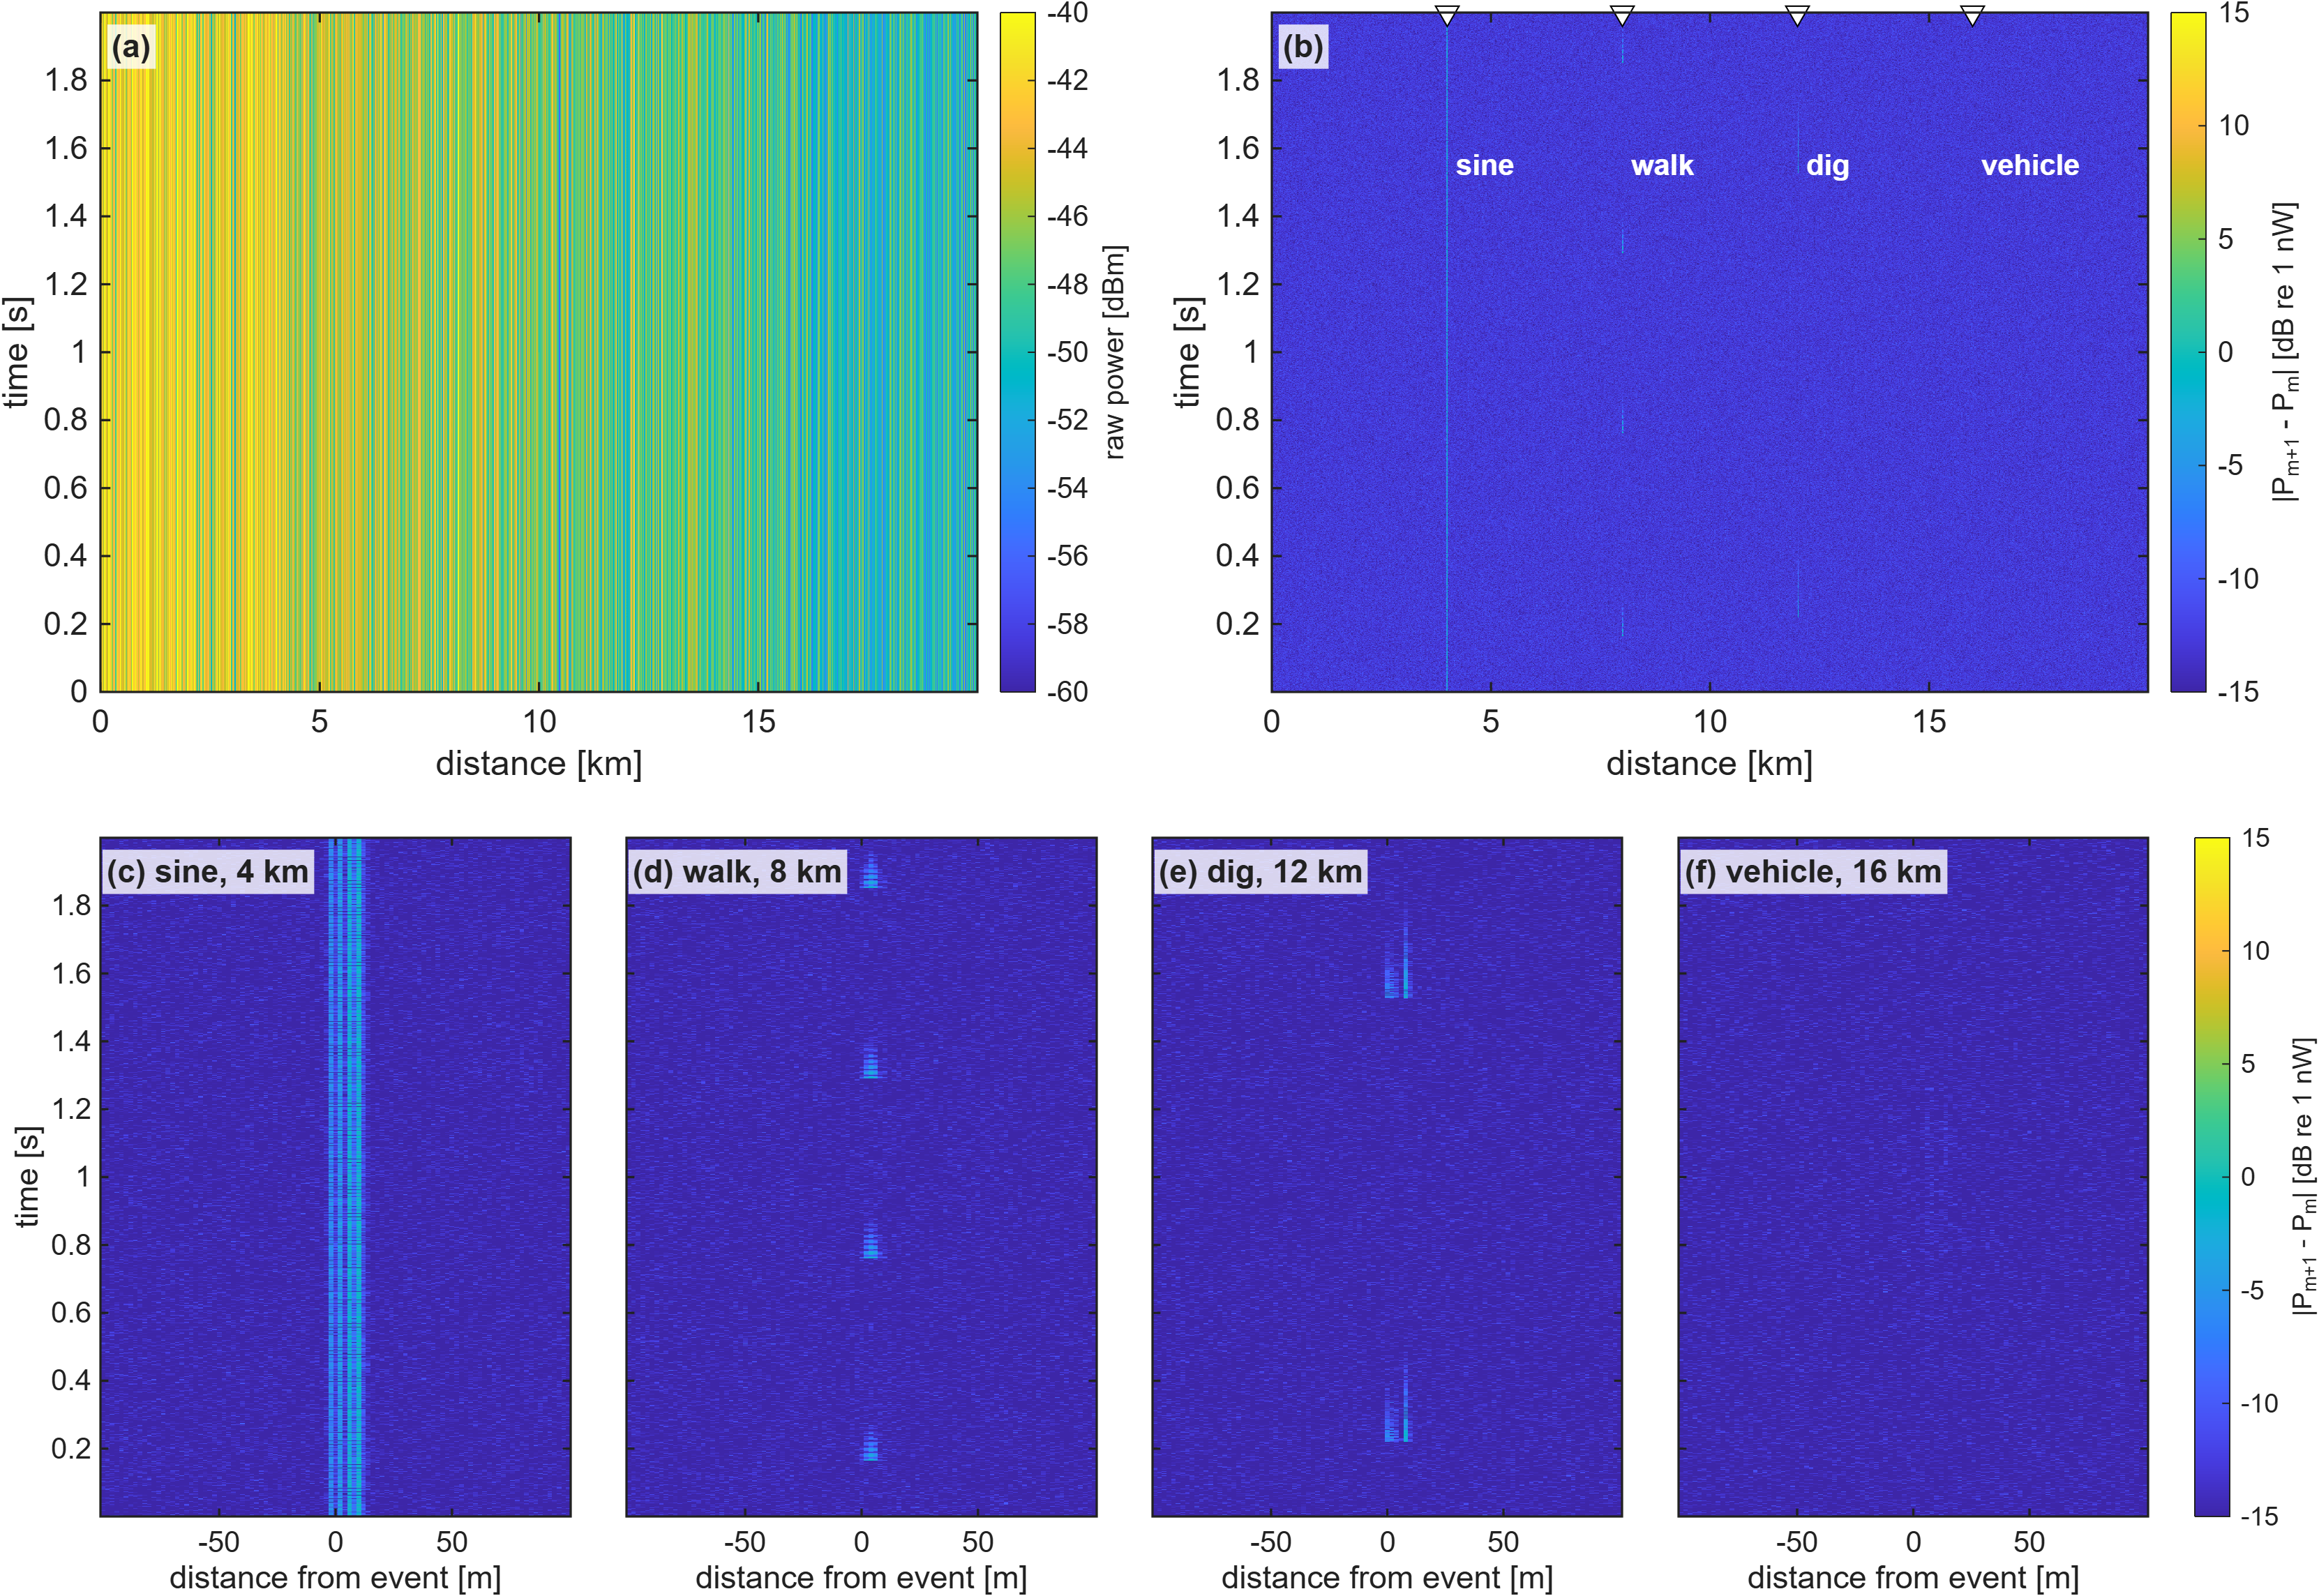 (a)
1.8
1.6
1.4
1.2
1
0.8
0.6
0.4
0.2
0
time [s]
0 5 10 15
distance [km]
-40
-42
-44
-46
-48
-50
-52
-54
-56
-58
-60
raw power [dBm]
(b)
sine walk dig vehicle
1.8
1.6
1.4
1.2
1
0.8
0.6
0.4
0.2
time [s]
0 5 10 15
distance [km]
15
10
5
0
-5
-10
-15
|Pm+1 - Pm| [dB re 1 nW]
(c) sine, 4 km
1.8
1.6
1.4
1.2
1
0.8
0.6
0.4
0.2
time [s]
-50 0 50
distance from event [m]
(d) walk, 8 km
-50 0 50
distance from event [m]
(e) dig, 12 km
-50 0 50
distance from event [m]
(f) vehicle, 16 km
-50 0 50
distance from event [m]
15
10
5
0
-5
-10
-15
|Pm+1 - Pm| [dB re 1 nW]